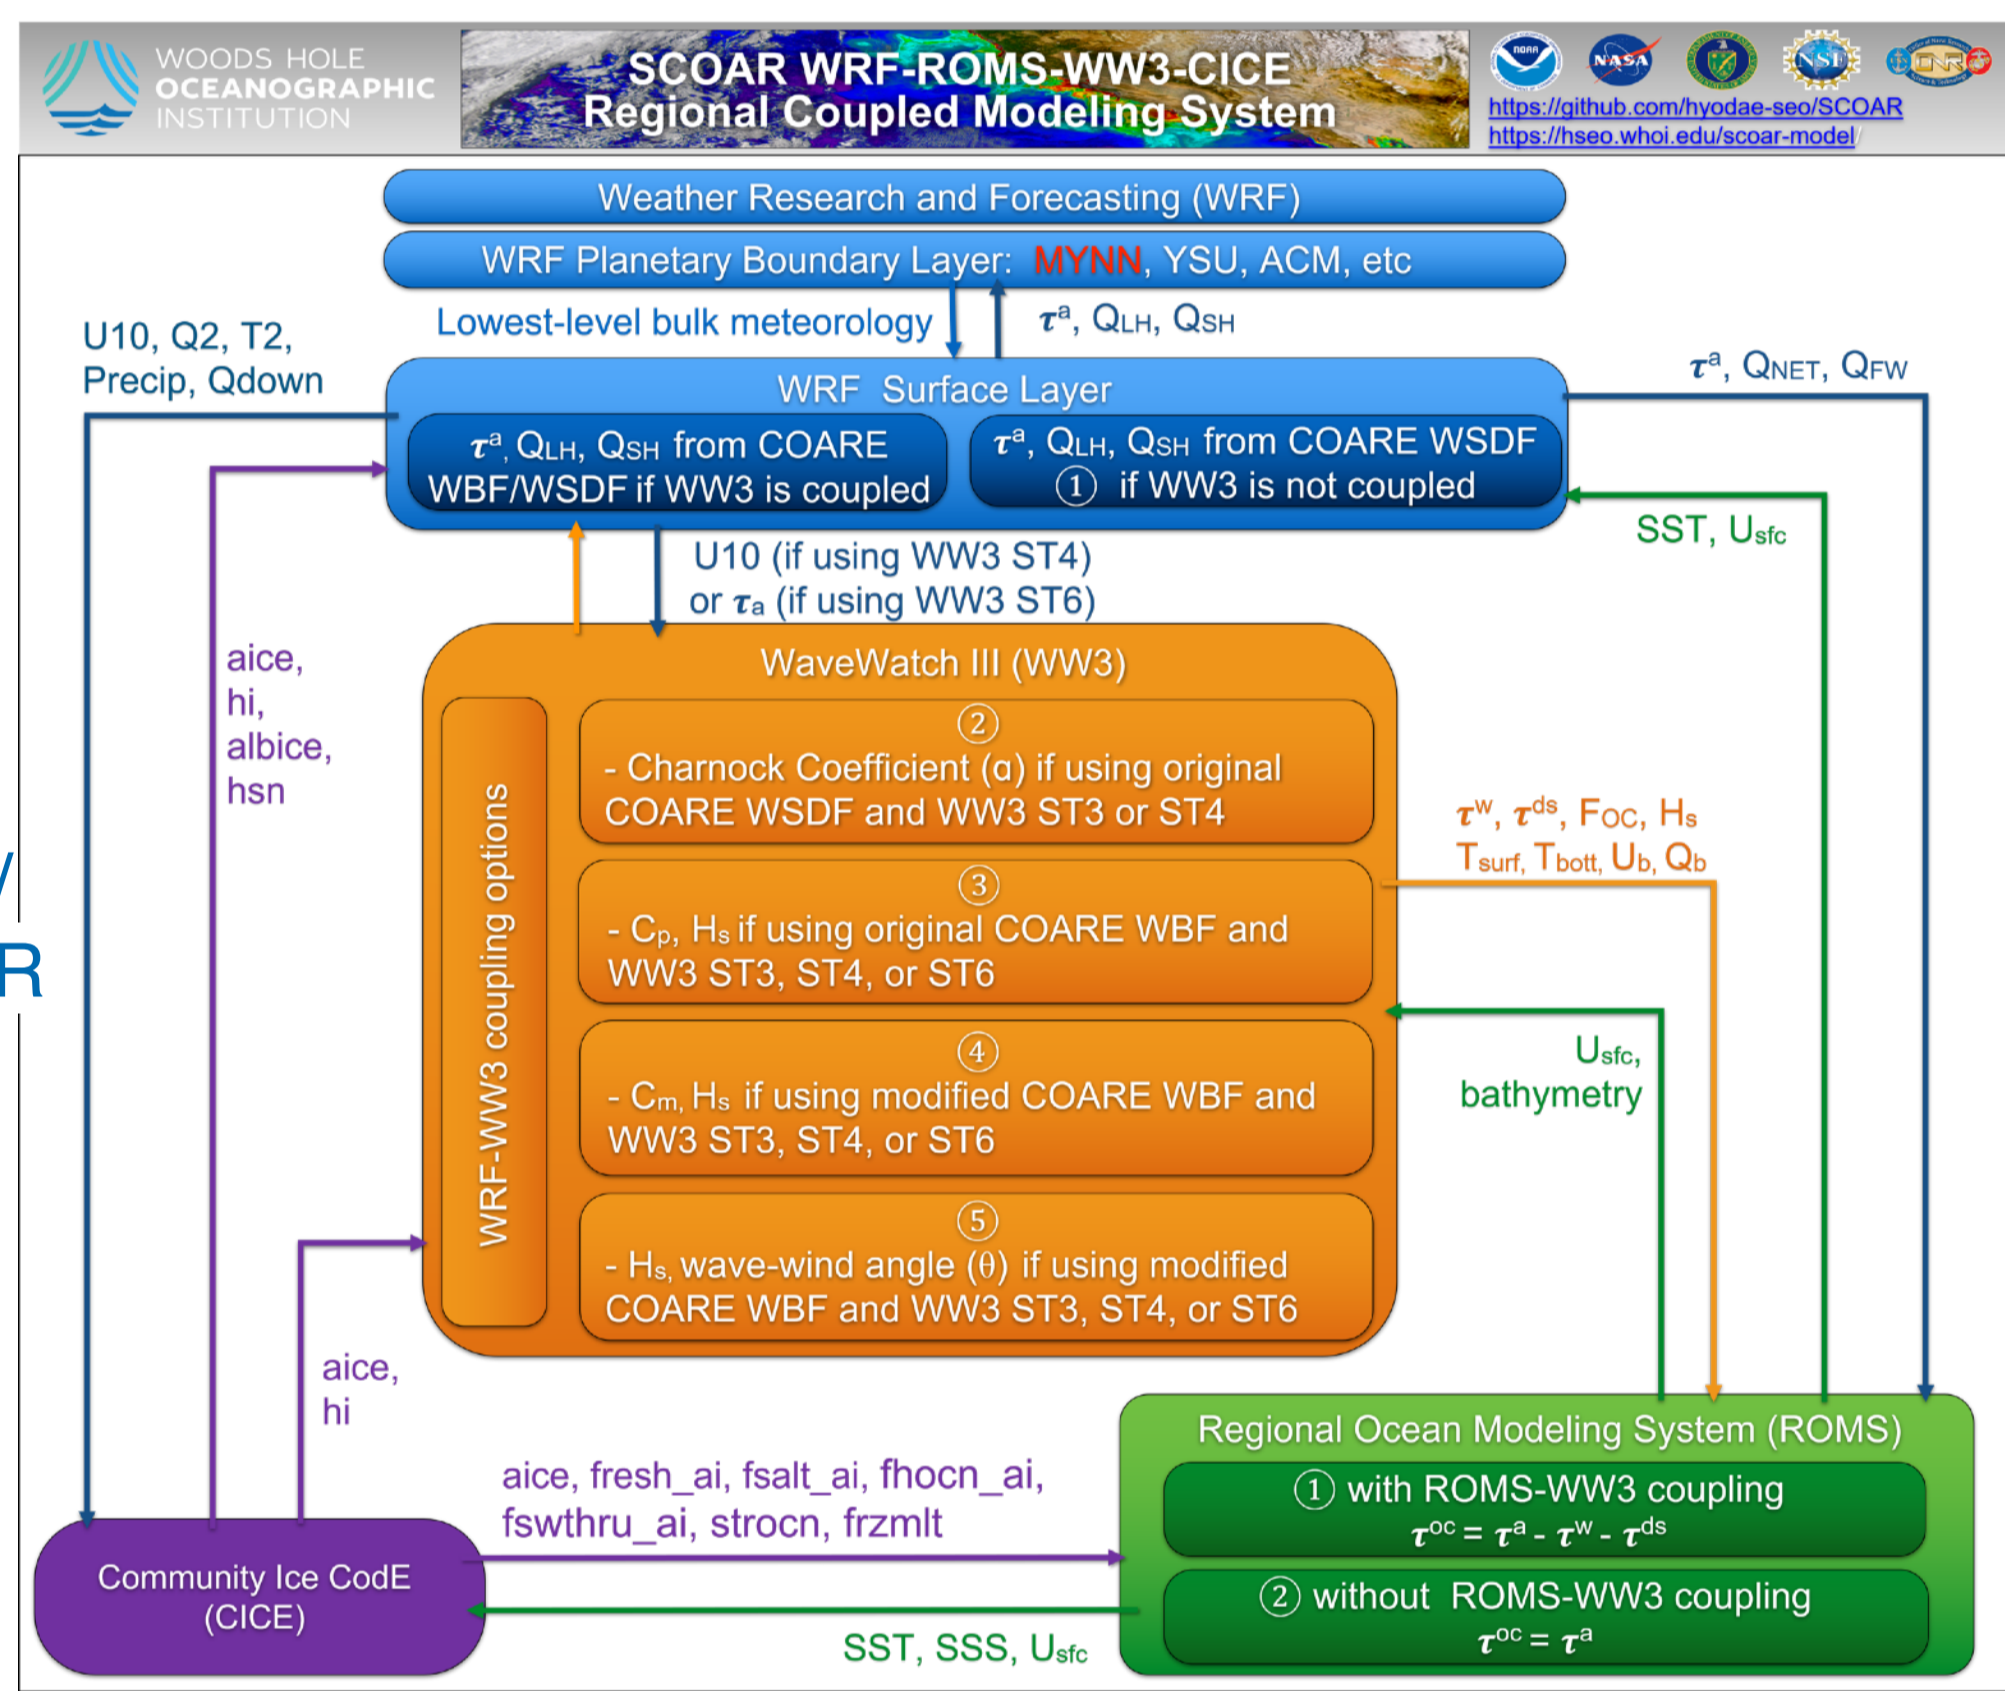 WOODS HOLE
OCEANOGRAPHIC
INSTITUTION
SCOAR WRF-ROMS-WW3-CICE
Regional Coupled Modeling System
NOAA
NASA
NSF
ONR
https://github.com/hyodae-seo/SCOAR
https://hseo.whoi.edu/scoar-model/
Weather Research and Forecasting (WRF)
WRF Planetary Boundary Layer: MYNN, YSU, ACM, etc
Lowest-level bulk meteorology
τᵃ, QLH, QSH
U10, Q2, T2,
Precip, Qdown
τᵃ, QNET, QFW
WRF Surface Layer
τᵃ, QLH, QSH from COARE
WBF/WSDF if WW3 is coupled
τᵃ, QLH, QSH from COARE WSDF
① if WW3 is not coupled
SST, Usfc
U10 (if using WW3 ST4)
or τa (if using WW3 ST6)
aice,
hi,
albice,
hsn
WaveWatch III (WW3)
WRF-WW3 coupling options
②
- Charnock Coefficient (α) if using original
COARE WSDF and WW3 ST3 or ST4
③
- Cp, Hs if using original COARE WBF and
WW3 ST3, ST4, or ST6
④
- Cm, Hs if using modified COARE WBF and
WW3 ST3, ST4, or ST6
⑤
- Hs, wave-wind angle (θ) if using modified
COARE WBF and WW3 ST3, ST4, or ST6
τʷ, τᵈˢ, FOC, Hs
Tsurf, Tbott, Ub, Qb
Usfc,
bathymetry
/
R
aice,
hi
aice, fresh_ai, fsalt_ai, fhocn_ai,
fswthru_ai, strocn, frzmlt
Community Ice CodE
(CICE)
SST, SSS, Usfc
Regional Ocean Modeling System (ROMS)
① with ROMS-WW3 coupling
τᵒᶜ = τᵃ - τʷ - τᵈˢ
② without ROMS-WW3 coupling
τᵒᶜ = τᵃ